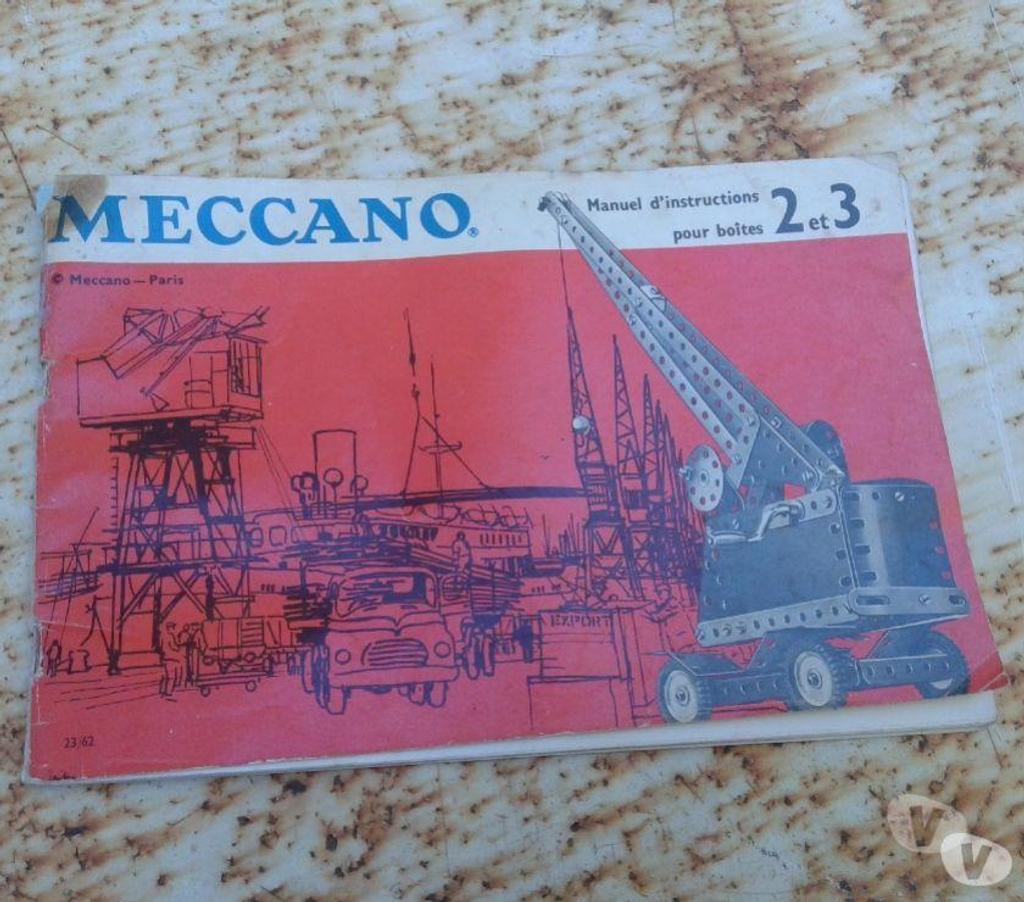 MECCANO®
Manuel d'instructions
pour boîtes 2 et 3
© Meccano — Paris
EXPORT
23/62
V
V